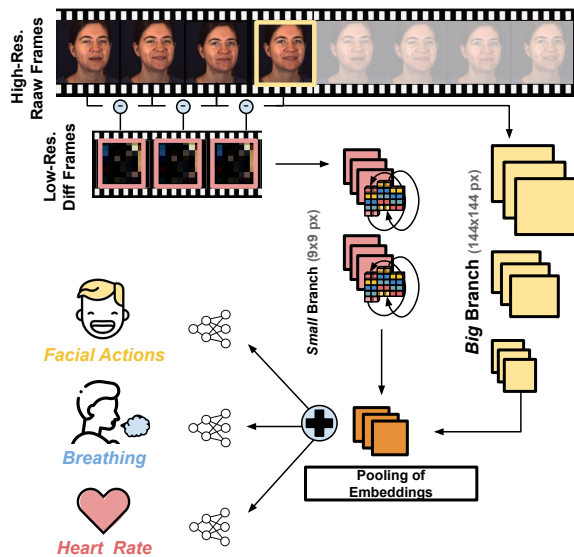 High-Res.
Raaw Frames
-
-
-
Low-Res.
Diff Frames
Small Branch (9x9 px)
Big Branch (144x144 px)
Facial Actions
Breathing
Heart Rate
Pooling of
Embeddings